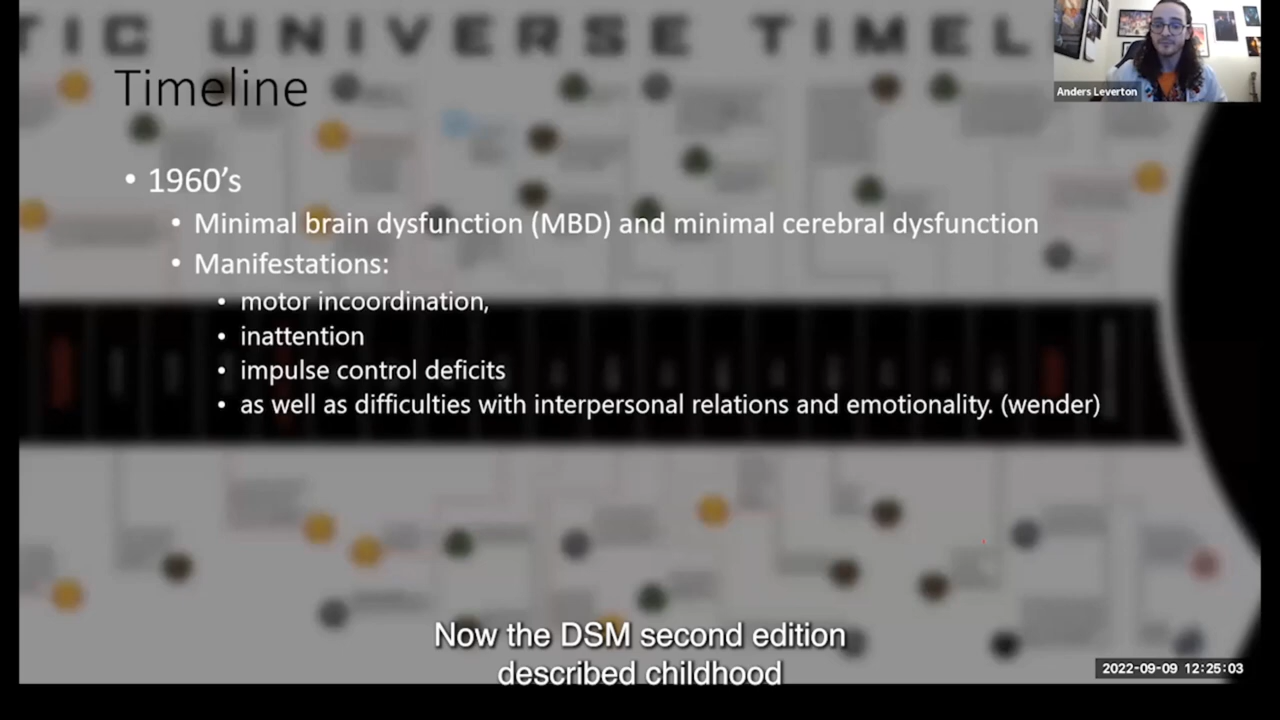 TIC UNIVERSE TIMEL
Timeline
Anders Leverton
• 1960’s
• Minimal brain dysfunction (MBD) and minimal cerebral dysfunction
• Manifestations:
• motor incoordination,
• inattention
• impulse control deficits
• as well as difficulties with interpersonal relations and emotionality. (wender)
Now the DSM second edition
described childhood
2022-09-09 12:25:03